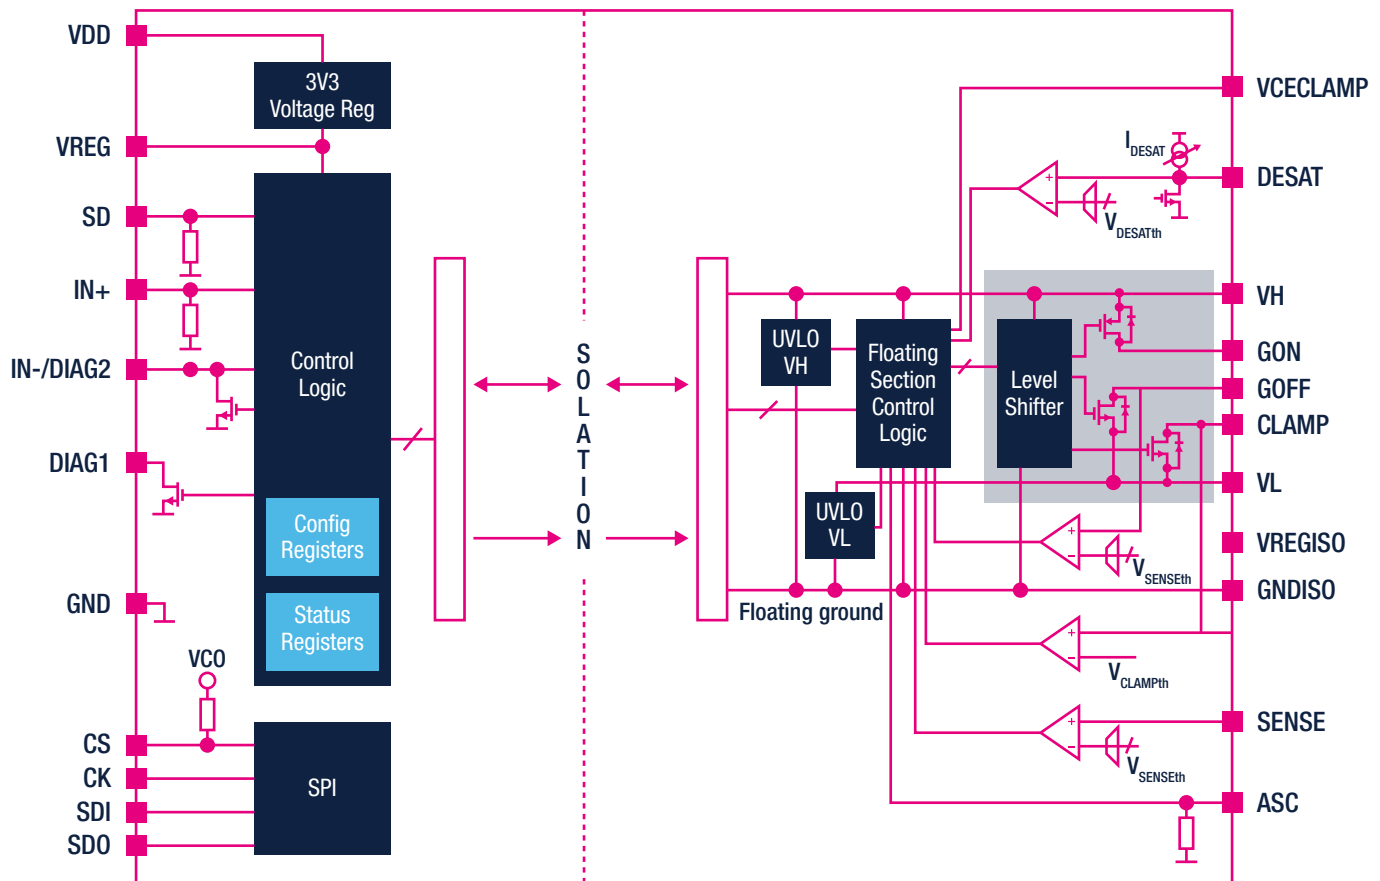 VDD
3V3
Voltage Reg
VREG
SD
IN+
IN-/DIAG2
DIAG1
GND
VCO
CS
CK
SDI
SDO
Control
Logic
Config
Registers
Status
Registers
SPI
SOLATION
UVLO
VH
Floating
Section
Control
Logic
Level
Shifter
UVLO
VL
Floating ground
IDESAT
+
−
VDESATth
+
−
VSENSEth
+
−
VCLAMPth
+
−
VSENSEth
VCECLAMP
DESAT
VH
GON
GOFF
CLAMP
VL
VREGISO
GNDISO
SENSE
ASC